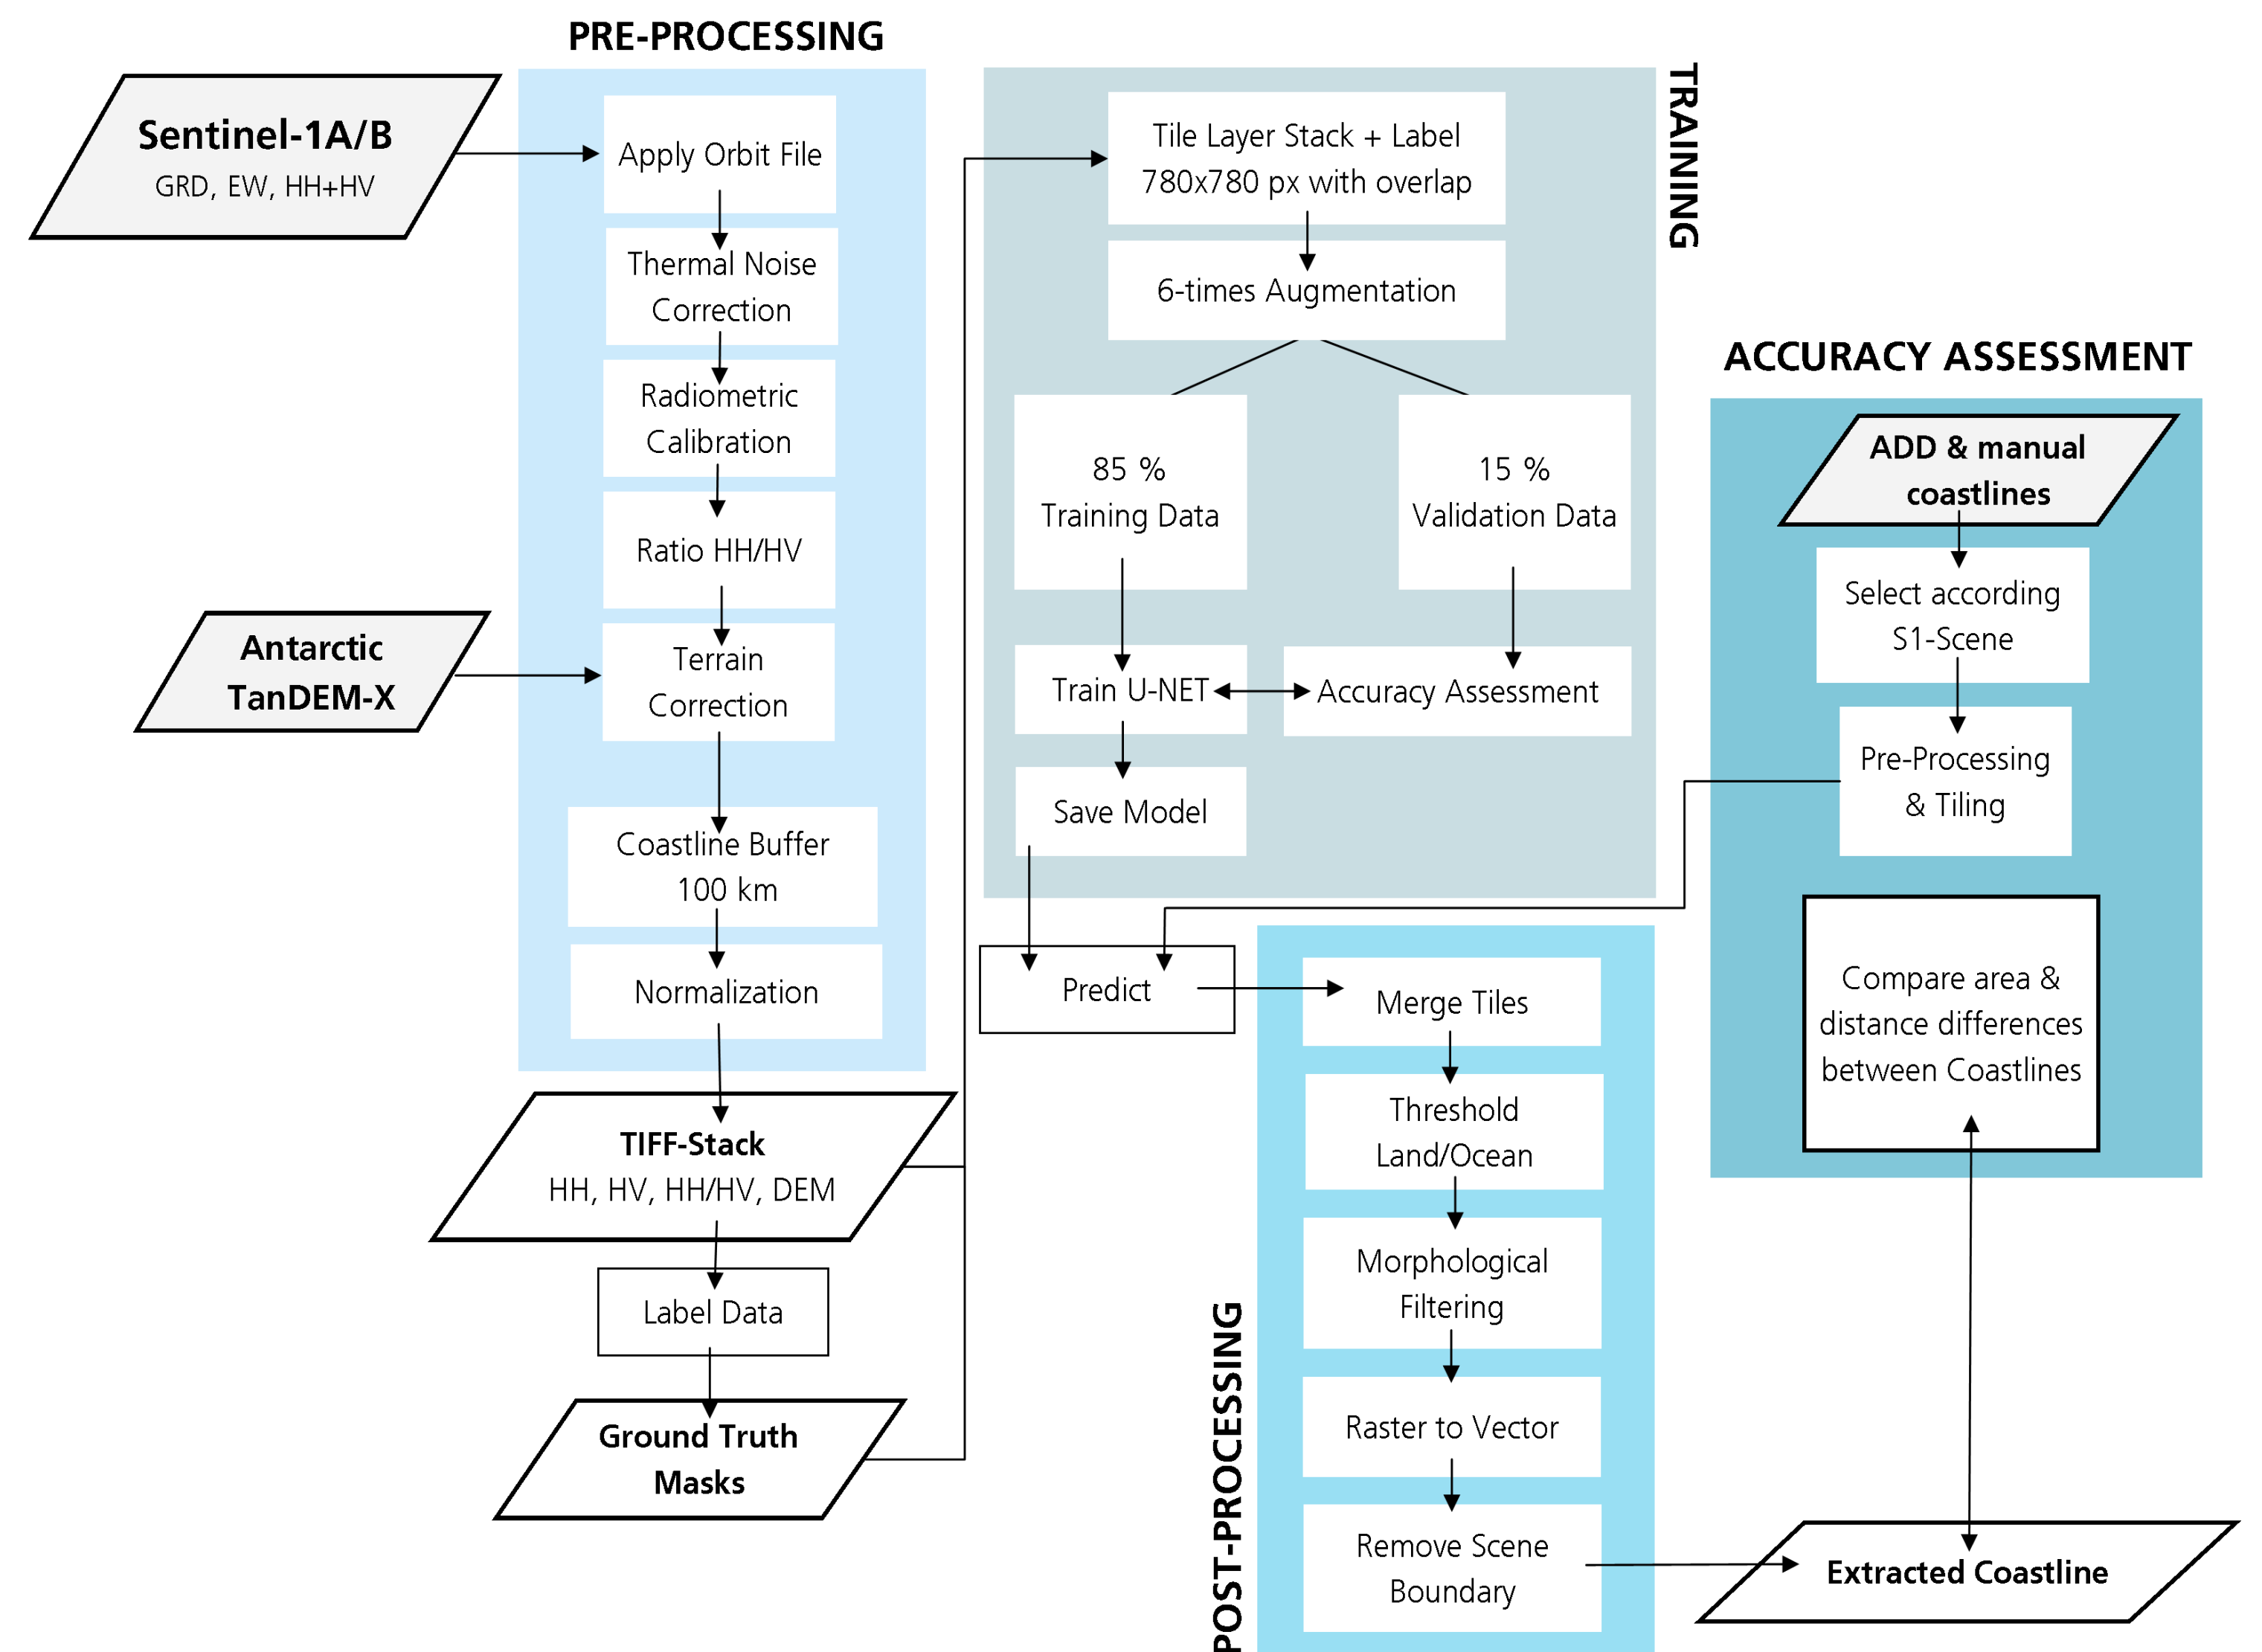 PRE-PROCESSING
Sentinel-1A/B
GRD, EW, HH+HV
Apply Orbit File
Thermal Noise
Correction
Radiometric
Calibration
Ratio HH/HV
Antarctic
TanDEM-X
Terrain
Correction
Coastline Buffer
100 km
Normalization
TIFF-Stack
HH, HV, HH/HV, DEM
Label Data
Ground Truth
Masks
TRAINING
Tile Layer Stack + Label
780x780 px with overlap
6-times Augmentation
85 %
Training Data
15 %
Validation Data
Train U-NET
Accuracy Assessment
Save Model
Predict
POST-PROCESSING
Merge Tiles
Threshold
Land/Ocean
Morphological
Filtering
Raster to Vector
Remove Scene
Boundary
ACCURACY ASSESSMENT
ADD & manual
coastlines
Select according
S1-Scene
Pre-Processing
& Tiling
Compare area &
distance differences
between Coastlines
Extracted Coastline